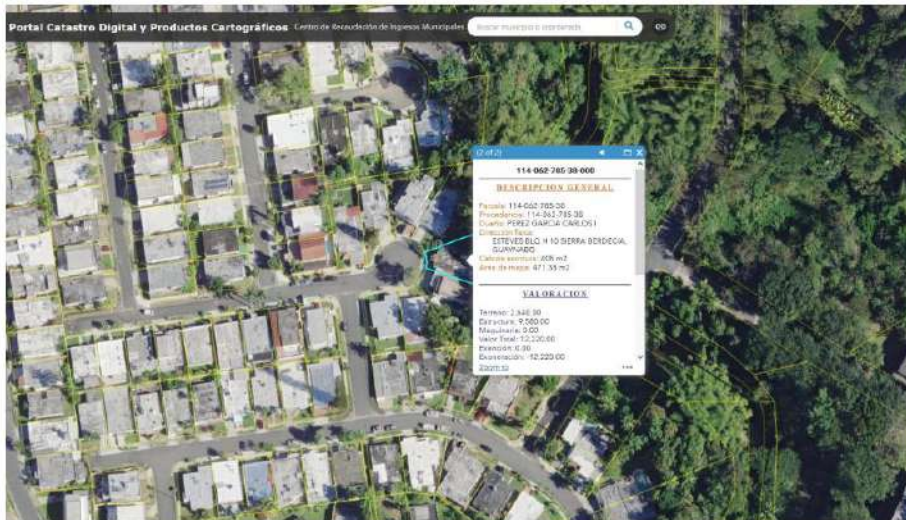 Portal Catastro Digital y Productos Cartográficos Centro de Recaudación de Ingresos Municipales Buscar municipio o
(2 of 2)
114-062-785-38-000
DESCRIPCION GENERAL
Parcela: 114-062-785-38
Procedencia: 114-062-785-38
Dueño: PEREZ GARCIA CARLOS I
Dirección física:
ESTEVES BLQ H 10 SIERRA BERDECIA,
GUAYNABO
Cabida escritura: 608 m2
Área de mapa: m2
VALORACION
Terreno: 2,640.00
Estructura: 9,580.00
Maquinaria: 0.00
Valor Total: 12,220.00
Exención: 0.00
Exoneración: -12,220.00
Zoom to